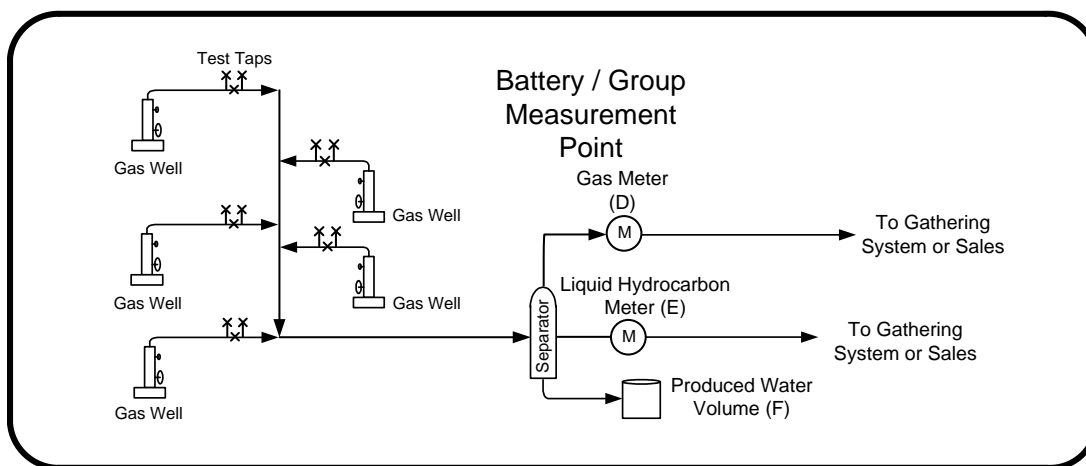 Test Taps
Gas Well
Gas Well
Gas Well
Gas Well
Gas Well
Battery / Group
Measurement
Point
Gas Meter
(D)
M
To Gathering
System or Sales
Liquid Hydrocarbon
Meter (E)
M
To Gathering
System or Sales
Separator
Produced Water
Volume (F)